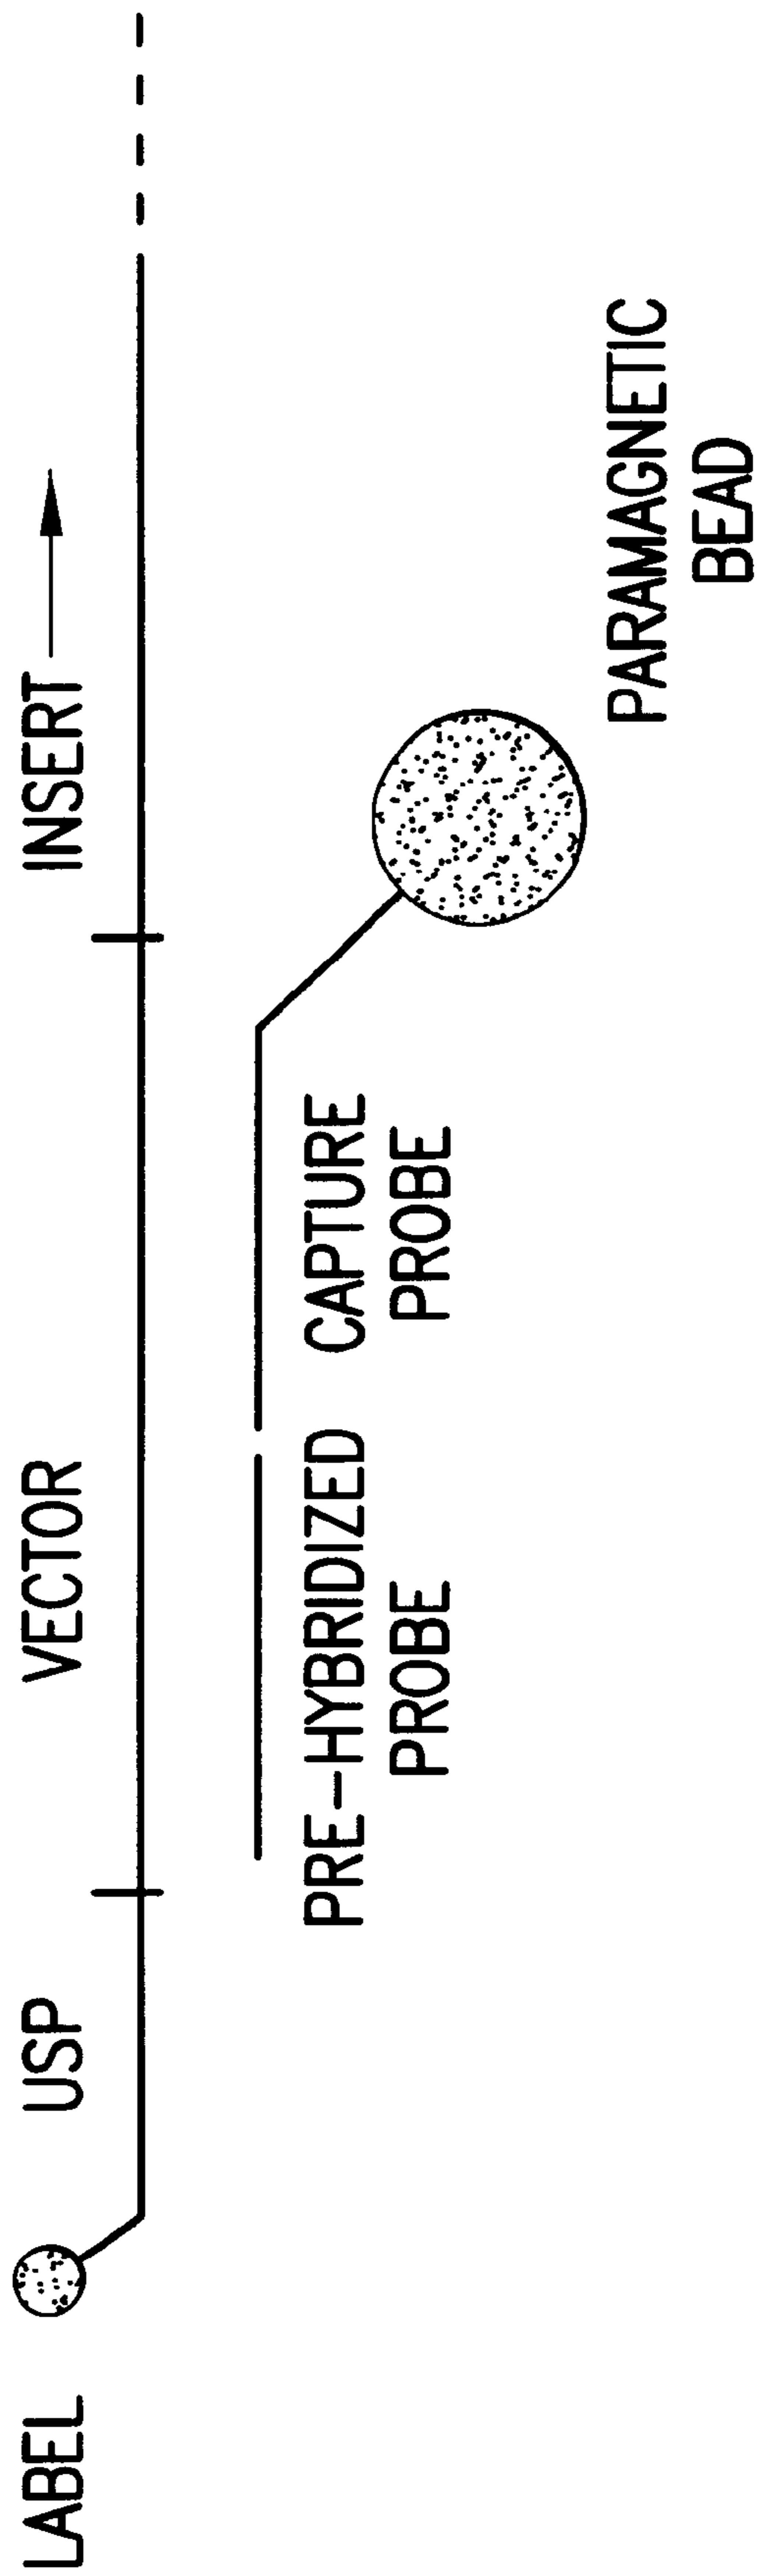 LABEL
USP
VECTOR
INSERT
PRE-HYBRIDIZED
PROBE
CAPTURE
PROBE
PARAMAGNETIC
BEAD